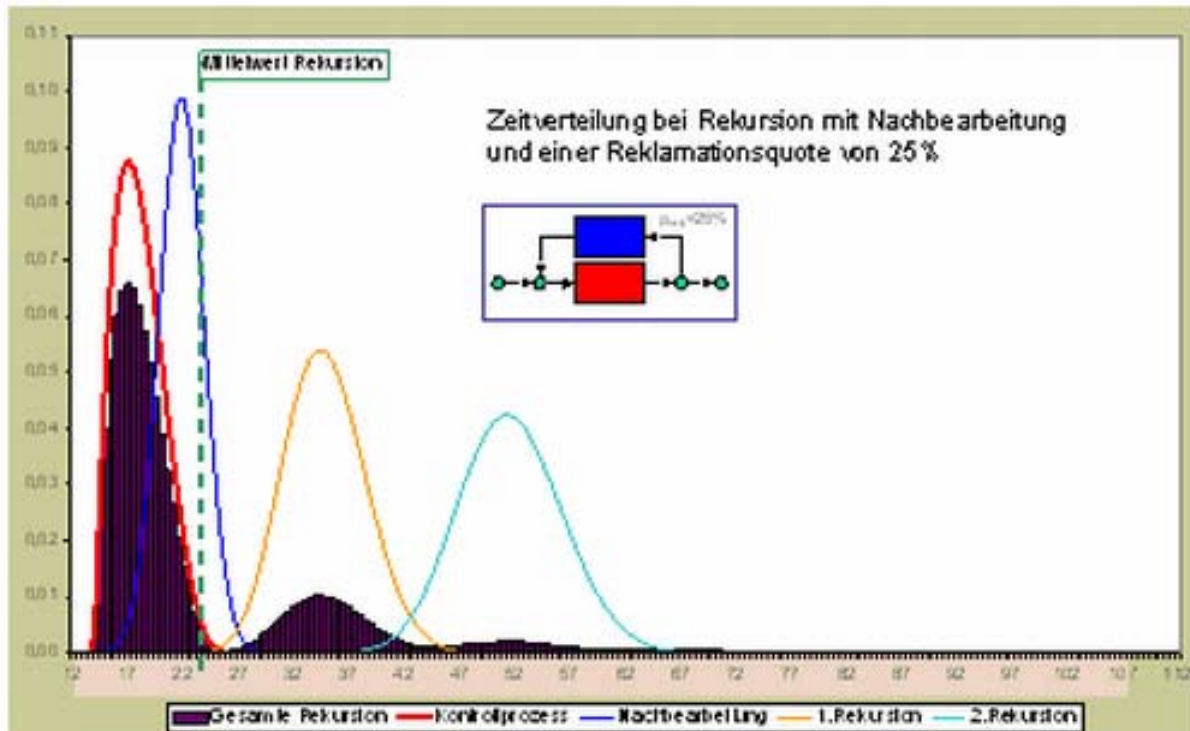 0,11
Mittelwert Rekursion
0,10
Zeitverteilung bei Rekursion mit Nachbearbeitung
und einer Reklamationsquote von 25%
0,09
0,08
0,07
0,06
0,05
0,04
0,03
0,02
0,01
0,00
12 17 22 27 32 37 42 47 52 57 62 67 72 77 82 87 92 97 102 107 112
Gesamte Rekursion Kontrollprozess Nachbearbeitung 1.Rekursion 2.Rekursion